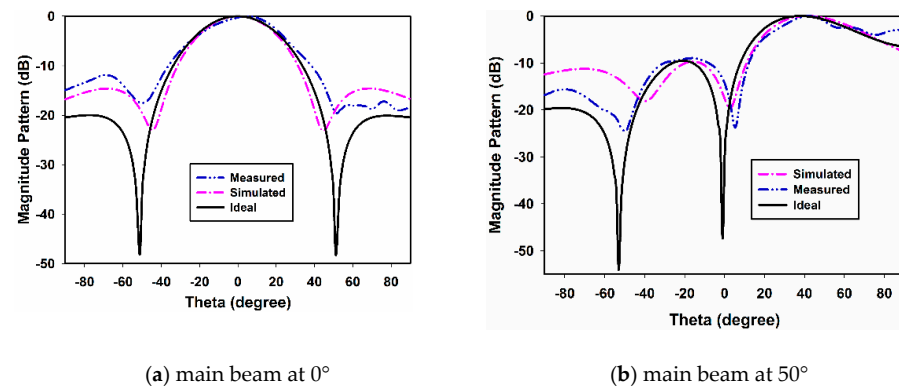 0
-10
-20
-30
-40
-50
Magnitude Pattern (dB)
Measured
Simulated
Ideal
-80 -60 -40 -20 0 20 40 60 80
Theta (degree)
(a) main beam at 0°
0
-10
-20
-30
-40
-50
Magnitude Pattern (dB)
Simulated
Measured
Ideal
-80 -60 -40 -20 0 20 40 60 80
Theta (degree)
(b) main beam at 50°